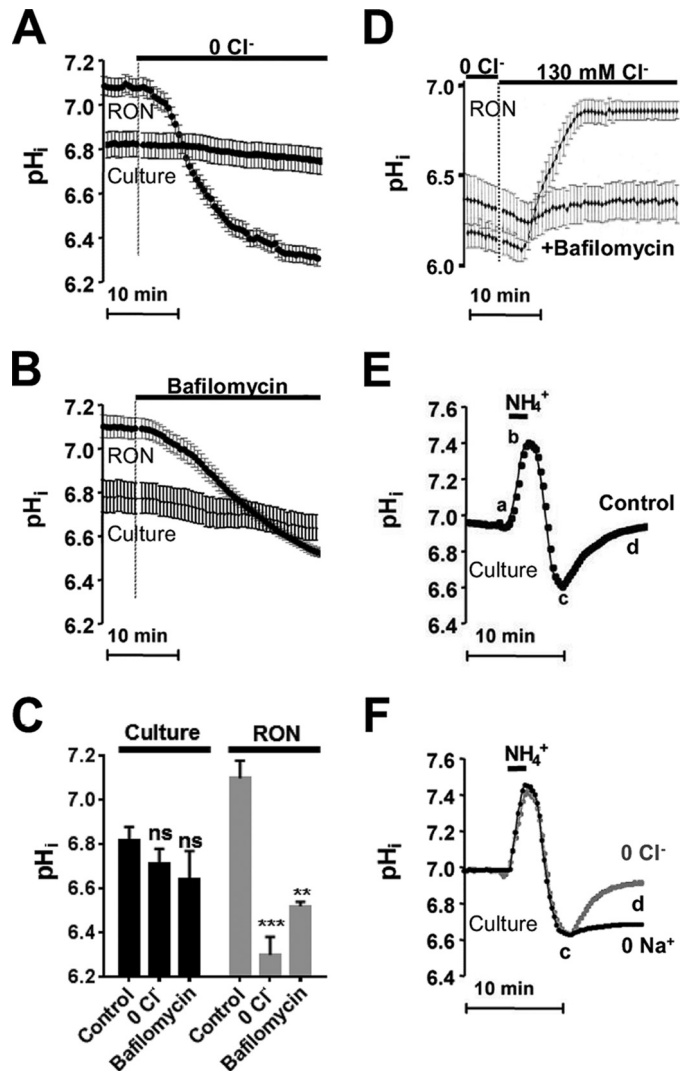 A
0 Cl-
7.2
7.0
6.8
6.6
6.4
6.2
pHi
RON
Culture
10 min
B
Bafilomycin
7.2
7.0
6.8
6.6
6.4
6.2
pHi
RON
Culture
10 min
C
Culture
RON
7.2
7.0
6.8
6.6
6.4
6.2
pHi
ns
ns
***
**
Control
0 Cl-
Bafilomycin
Control
0 Cl-
Bafilomycin
D
0 Cl-
130 mM Cl-
7.0
6.6
6.3
6.0
pHi
RON
+Bafilomycin
10 min
E
NH4+
7.6
7.4
7.2
7.0
6.8
6.6
6.4
pHi
a
b
c
d
Control
Culture
10 min
F
NH4+
7.6
7.4
7.2
7.0
6.8
6.6
6.4
pHi
0 Cl-
d
c
0 Na+
Culture
10 min